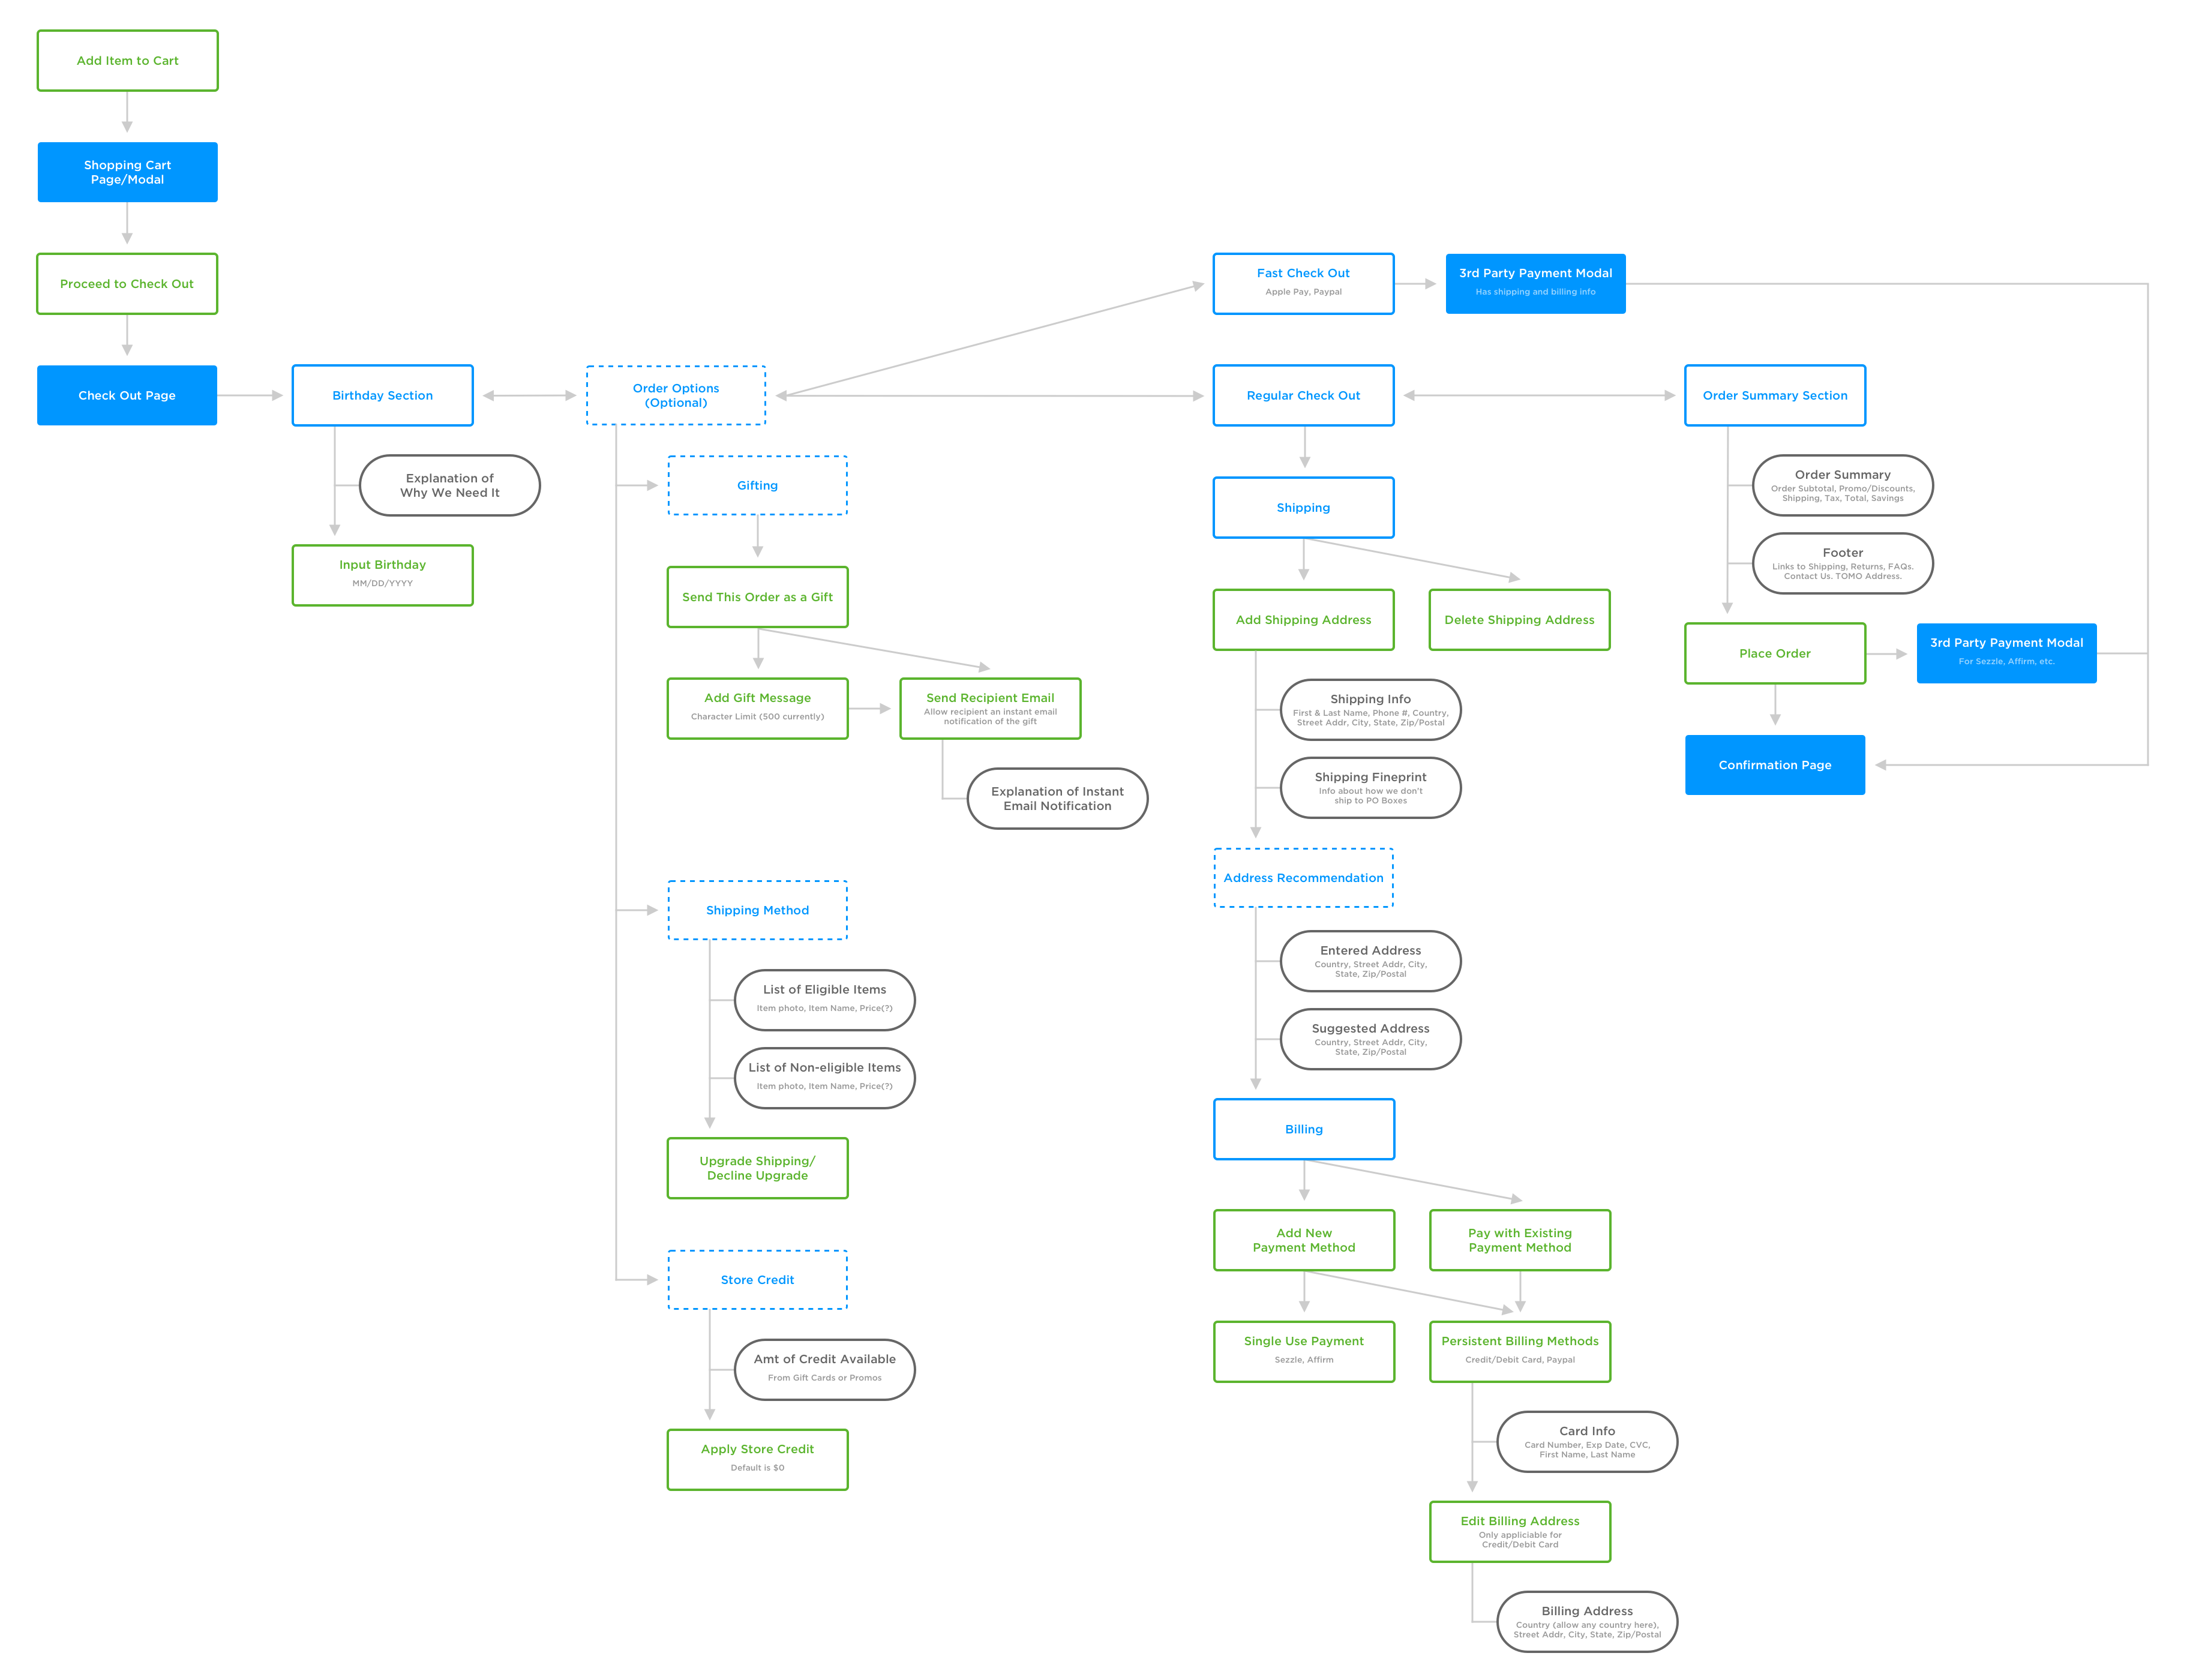 Add Item to Cart
Shopping Cart
Page/Modal
Proceed to Check Out
Check Out Page
Birthday Section
Explanation of
Why We Need It
Input Birthday
MM/DD/YYYY
Order Options
(Optional)
Gifting
Send This Order as a Gift
Add Gift Message
Character Limit (500 currently)
Send Recipient Email
Allow recipient an instant email
notification of the gift
Explanation of Instant
Email Notification
Shipping Method
List of Eligible Items
Item photo, Item Name, Price(?)
List of Non-eligible Items
Item photo, Item Name, Price(?)
Upgrade Shipping/
Decline Upgrade
Store Credit
Amt of Credit Available
From Gift Cards or Promos
Apply Store Credit
Default is $0
Fast Check Out
Apple Pay, Paypal
3rd Party Payment Modal
Has shipping and billing info
Regular Check Out
Shipping
Add Shipping Address
Delete Shipping Address
Shipping Info
First & Last Name, Phone #, Country,
Street Addr, City, State, Zip/Postal
Shipping Fineprint
Info about how we don't
ship to PO Boxes
Address Recommendation
Entered Address
Country, Street Addr, City,
State, Zip/Postal
Suggested Address
Country, Street Addr, City,
State, Zip/Postal
Billing
Add New
Payment Method
Pay with Existing
Payment Method
Single Use Payment
Sezzle, Affirm
Persistent Billing Methods
Credit/Debit Card, Paypal
Card Info
Card Number, Exp Date, CVC,
First Name, Last Name
Edit Billing Address
Only appliciable for
Credit/Debit Card
Billing Address
Country (allow any country here),
Street Addr, City, State, Zip/Postal
Order Summary Section
Order Summary
Order Subtotal, Promo/Discounts,
Shipping, Tax, Total, Savings
Footer
Links to Shipping, Returns, FAQs.
Contact Us. TOMO Address.
Place Order
3rd Party Payment Modal
For Sezzle, Affirm, etc.
Confirmation Page